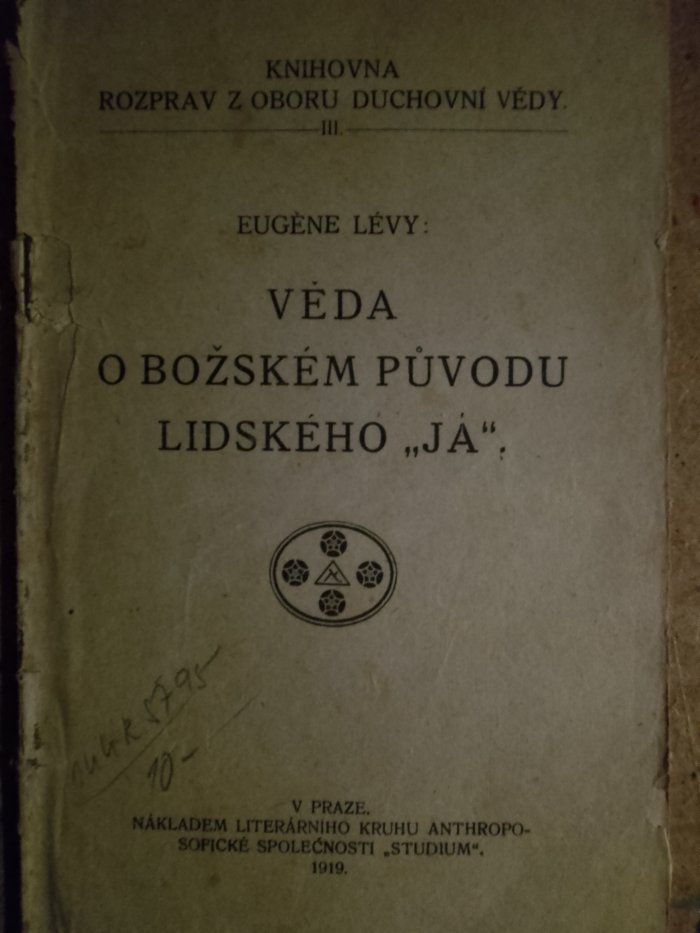 KNIHOVNA
ROZPRAV Z OBORU DUCHOVNÍ VĚDY.
III.
EUGÈNE LÉVY:
VĚDA
O BOŽSKÉM PŮVODU
LIDSKÉHO „JÁ“.
10-
V PRAZE.
NÁKLADEM LITERÁRNÍHO KRUHU ANTHROPO-
SOFICKÉ SPOLEČNOSTI „STUDIUM“.
1919.